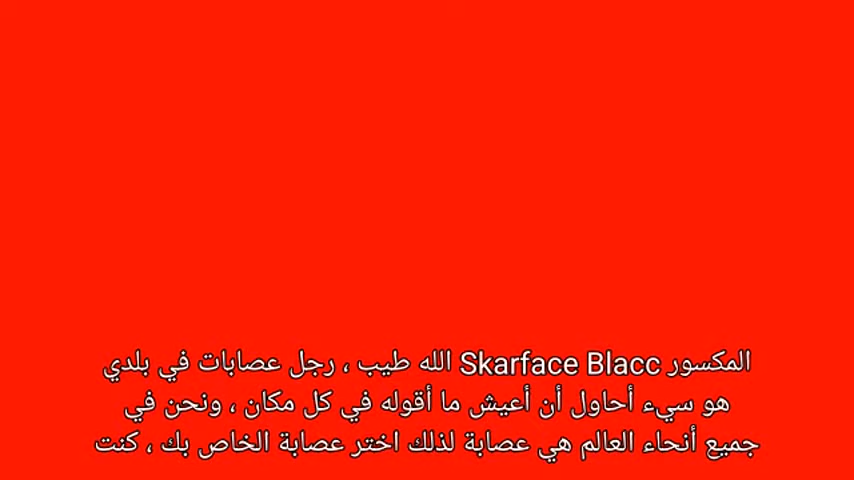 المكسور Skarface Blacc الله طيب ، رجل عصابات في بلدي
هو سيء أحاول أن أعيش ما أقوله في كل مكان ، ونحن في
جميع أنحاء العالم هي عصابة لذلك اختر عصابة الخاص بك ، كنت